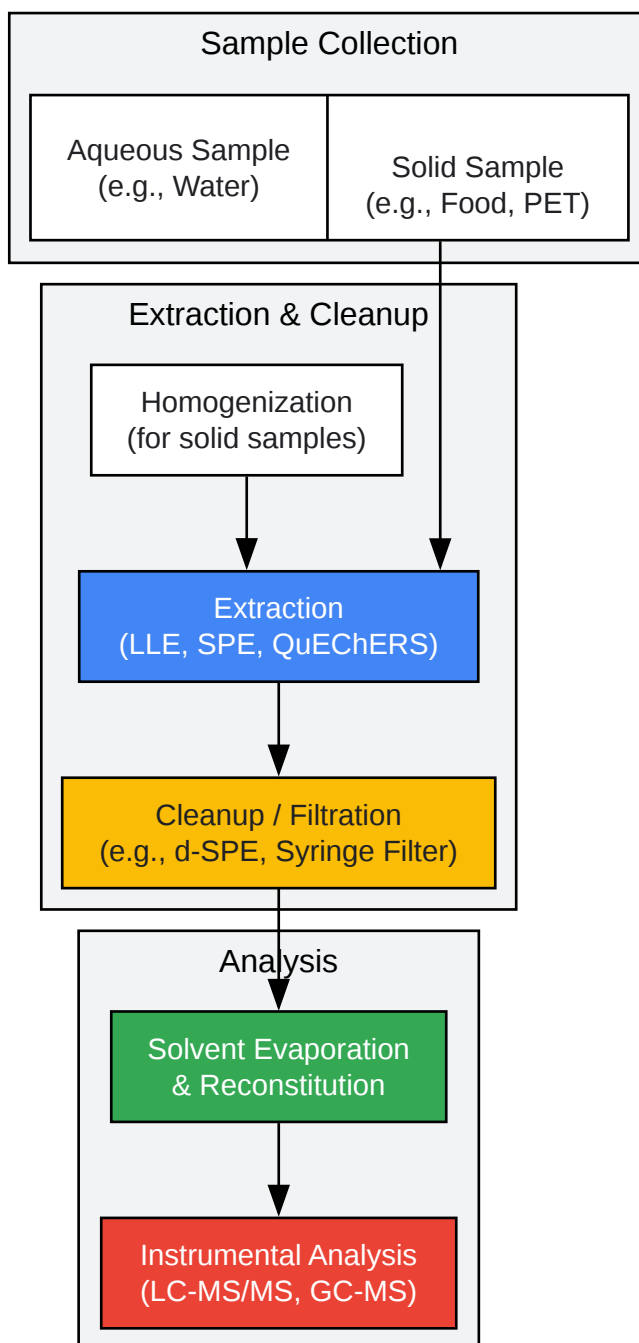 Sample Collection
Aqueous Sample
(e.g., Water)
Solid Sample
(e.g., Food, PET)
Extraction & Cleanup
Homogenization
(for solid samples)
Extraction
(LLE, SPE, QuEChERS)
Cleanup / Filtration
(e.g., d-SPE, Syringe Filter)
Analysis
Solvent Evaporation
& Reconstitution
Instrumental Analysis
(LC-MS/MS, GC-MS)